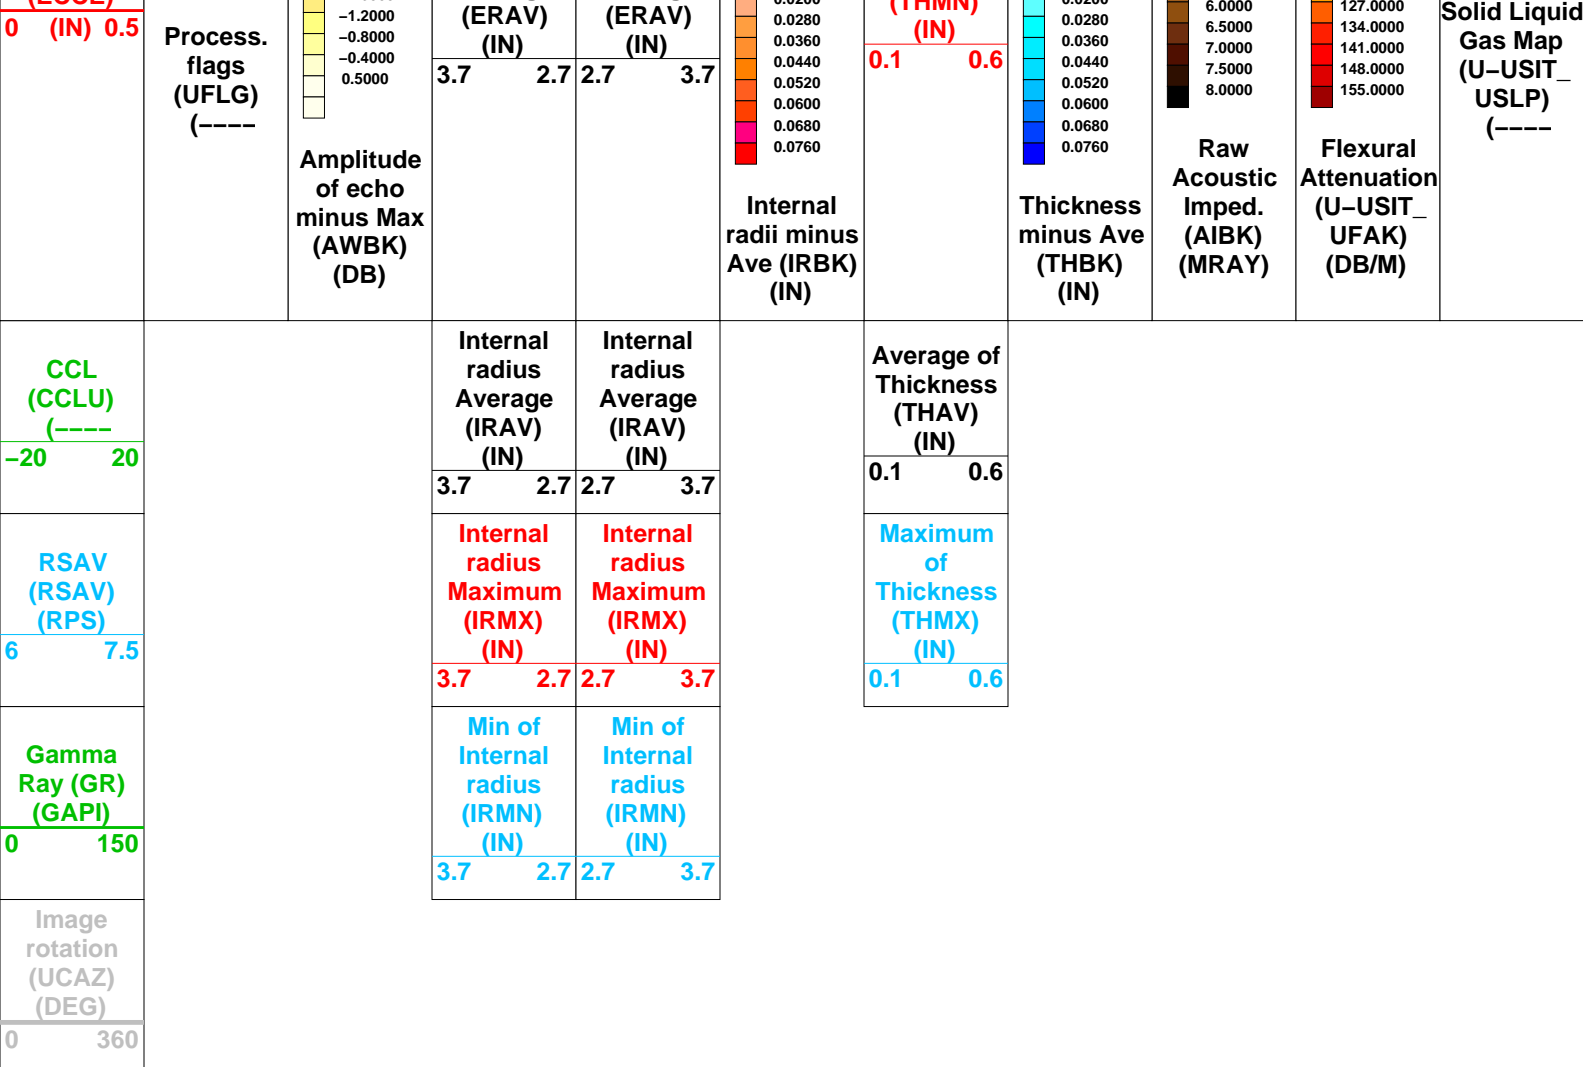 0 (IN) 0.5
Process.
flags
(UFLG)
(−−−−
−1.2000
−0.8000
−0.4000
0.5000
Amplitude
of echo
minus Max
(AWBK)
(DB)
(ERAV)
(IN)
3.7 2.7
(ERAV)
(IN)
2.7 3.7
0.0280
0.0360
0.0440
0.0520
0.0600
0.0680
0.0760
Internal
radii minus
Ave (IRBK)
(IN)
(THMN)
(IN)
0.1 0.6
0.0280
0.0360
0.0440
0.0520
0.0600
0.0680
0.0760
Thickness
minus Ave
(THBK)
(IN)
6.0000
6.5000
7.0000
7.5000
8.0000
Raw
Acoustic
Imped.
(AIBK)
(MRAY)
127.0000
134.0000
141.0000
148.0000
155.0000
Flexural
Attenuation
(U−USIT_
UFAK)
(DB/M)
Solid Liquid
Gas Map
(U−USIT_
USLP)
(−−−−
CCL
(CCLU)
(−−−−
−20 20
Internal
radius
Average
(IRAV)
(IN)
3.7 2.7
Internal
radius
Average
(IRAV)
(IN)
2.7 3.7
Average of
Thickness
(THAV)
(IN)
0.1 0.6
RSAV
(RSAV)
(RPS)
6 7.5
Internal
radius
Maximum
(IRMX)
(IN)
3.7 2.7
Internal
radius
Maximum
(IRMX)
(IN)
2.7 3.7
Maximum
of
Thickness
(THMX)
(IN)
0.1 0.6
Gamma
Ray (GR)
(GAPI)
0 150
Min of
Internal
radius
(IRMN)
(IN)
3.7 2.7
Min of
Internal
radius
(IRMN)
(IN)
2.7 3.7
Image
rotation
(UCAZ)
(DEG)
0 360